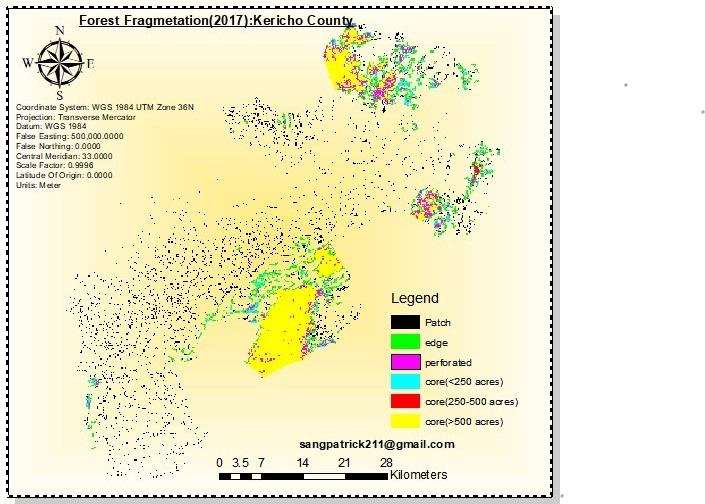 Forest Fragmetation(2017):Kericho County
N
W E
S
Coordinate System: WGS 1984 UTM Zone 36N
Projection: Transverse Mercator
Datum: WGS 1984
False Easting: 500,000.0000
False Northing: 0.0000
Central Meridian: 33.0000
Scale Factor: 0.9996
Latitude Of Origin: 0.0000
Units: Meter
Legend
Patch
edge
perforated
core(<250 acres)
core(250-500 acres)
core(>500 acres)
sangpatrick211@gmail.com
0 3.5 7 14 21 28
Kilometers